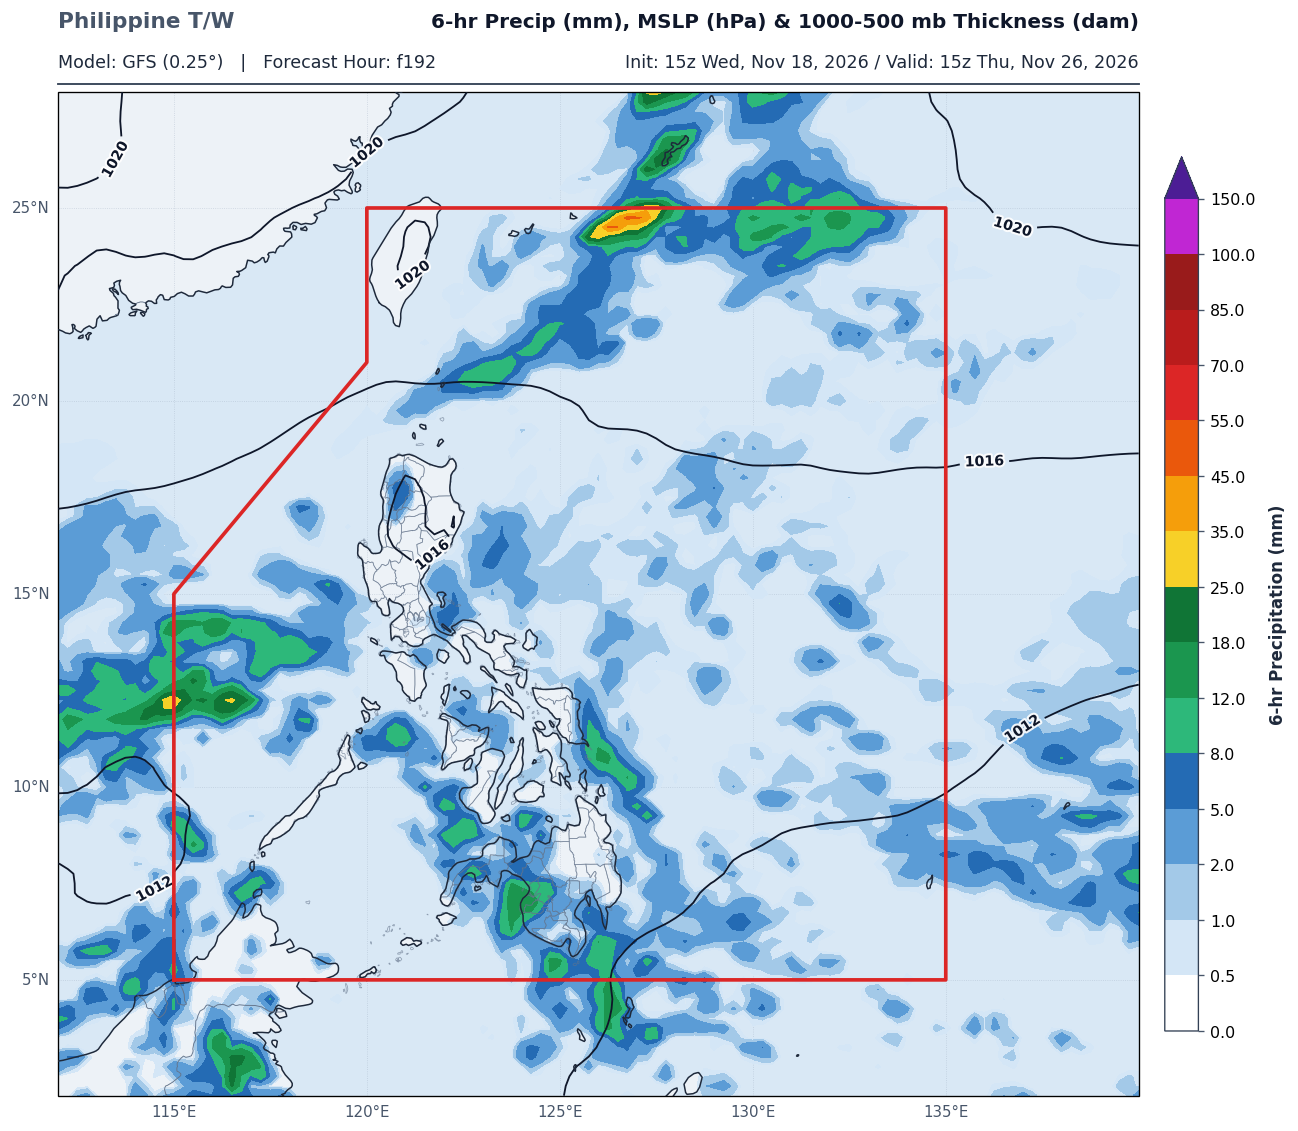 Philippine T/W
6-hr Precip (mm), MSLP (hPa) & 1000-500 mb Thickness (dam)
Model: GFS (0.25°) | Forecast Hour: f192
Init: 15z Wed, Nov 18, 2026 / Valid: 15z Thu, Nov 26, 2026
1020
1020
1020
1020
1016
1016
1012
1012
25°N
20°N
15°N
10°N
5°N
115°E
120°E
125°E
130°E
135°E
150.0
100.0
85.0
70.0
55.0
45.0
35.0
25.0
18.0
12.0
8.0
5.0
2.0
1.0
0.5
0.0
6-hr Precipitation (mm)